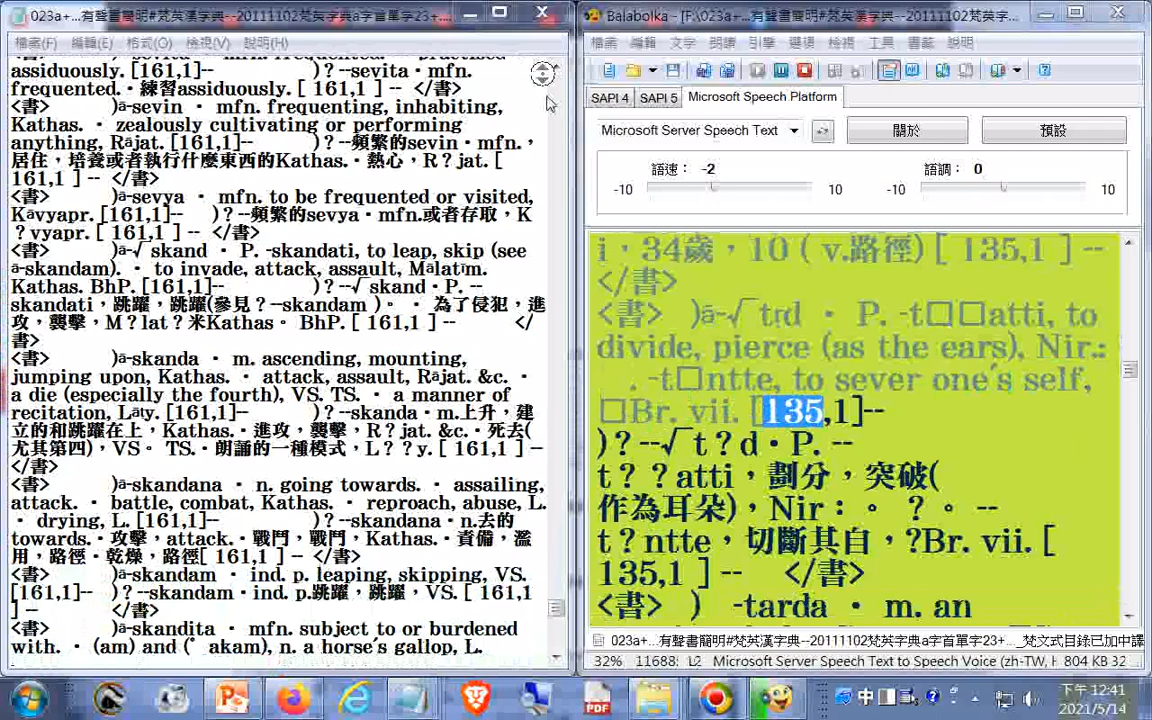 有聲書簡明#梵英漢字典--20111102梵英字典a字首單字23+...
檔案(F) 編輯(E) 格式(O) 檢視(V) 說明(H)
assiduously. [161,1]-- )? --sevita・mfn.
frequented.・練習assiduously. [ 161,1 ] -- </書>
<書> )ā-sevin ・ mfn. frequenting, inhabiting,
Kathas. ・ zealously cultivating or performing
anything, Rājat. [161,1]-- )? --頻繁的sevin・mfn.，
居住，培養或者執行什麼東西的Kathas.・熱心，R？jat. [
161,1 ] -- </書>
<書> )ā-sevya ・ mfn. to be frequented or visited,
Kāvyapr. [161,1]-- )? --頻繁的sevya・mfn.或者存取，K
？vyapr. [ 161,1 ] -- </書>
<書> )ā-√skand ・ P. -skandati, to leap, skip (see
ā-skandam). ・ to invade, attack, assault, Mālatīm.
Kathas. BhP. [161,1]-- )? --√skand・P. --
skandati，跳躍，跳躍(參見？--skandam )。・ 為了侵犯，進
攻，襲擊，M？lat？米Kathas。 BhP. [ 161,1 ] -- </
書>
<書> )ā-skanda ・ m. ascending, mounting,
jumping upon, Kathas. ・ attack, assault, Rājat. &c. ・
a die (especially the fourth), VS. TS. ・ a manner of
recitation, Lāṭy. [161,1]-- )? --skanda・m.上升，建
立的和跳躍在上，Kathas.・進攻，襲擊，R？jat. &c.・死去(
尤其第四)，VS。 TS.・朗誦的一種模式，L？？y. [ 161,1 ] --
</書>
<書> )ā-skandana ・ n. going towards. ・ assailing,
attack. ・ battle, combat, Kathas. ・ reproach, abuse, L.
・ drying, L. [161,1]-- )? --skandana・n.去的
towards.・攻擊，attack.・戰鬥，戰鬥，Kathas.・責備，濫
用，路徑・乾燥，路徑[ 161,1 ] -- </書>
<書> )ā-skandam ・ ind. p. leaping, skipping, VS.
[161,1]-- )? --skandam・ind. p.跳躍，跳躍，VS. [ 161,1
] -- </書>
<書> )ā-skandita ・ mfn. subject to or burdened
with. ・ (am) and (˚akam), n. a horse's gallop, L.
Balabolka - [F:\023a+...有聲書簡明#梵英漢字典--20111102梵英字...
檔案 編輯 文字 朗讀 引擎 選項 檢視 工具 書籤 說明
SAPI 4 SAPI 5 Microsoft Speech Platform
Microsoft Server Speech Text 關於 預設
語速： -2 語調： 0
-10 10 -10 10
i，34歲，10 ( v.路徑) [ 135,1 ] --
</書>
<書> )ā-√tṛd ・ P. -t□□atti, to
divide, pierce (as the ears), Nir.:
. -t□ntte, to sever one's self,
□Br. vii. [135,1]--
)? --√t？d・P. --
t？？atti，劃分，突破(
作為耳朵)，Nir：。？。--
t？ntte，切斷其自，?Br. vii. [
135,1 ] -- </書>
<書> ) -tarda ・ m. an
023a+...有聲書簡明#梵英漢字典--20111102梵英字典a字首單字23+..._梵文式目錄已加中譯
32% 11688: L2 Microsoft Server Speech Text to Speech Voice (zh-TW, H 804 KB 32
中
下午 12:41
2021/5/14